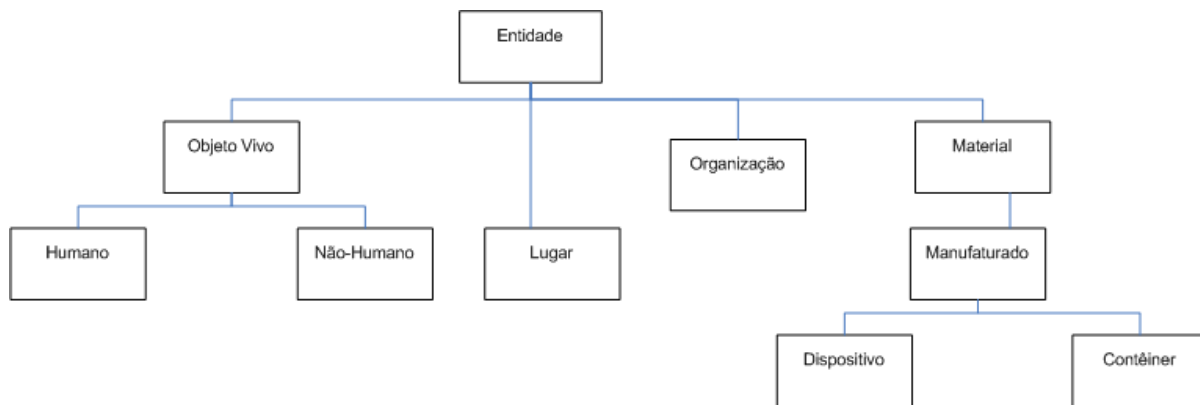 Entidade
Objeto Vivo
Organização
Material
Humano
Não-Humano
Lugar
Manufaturado
Dispositivo
Contêiner